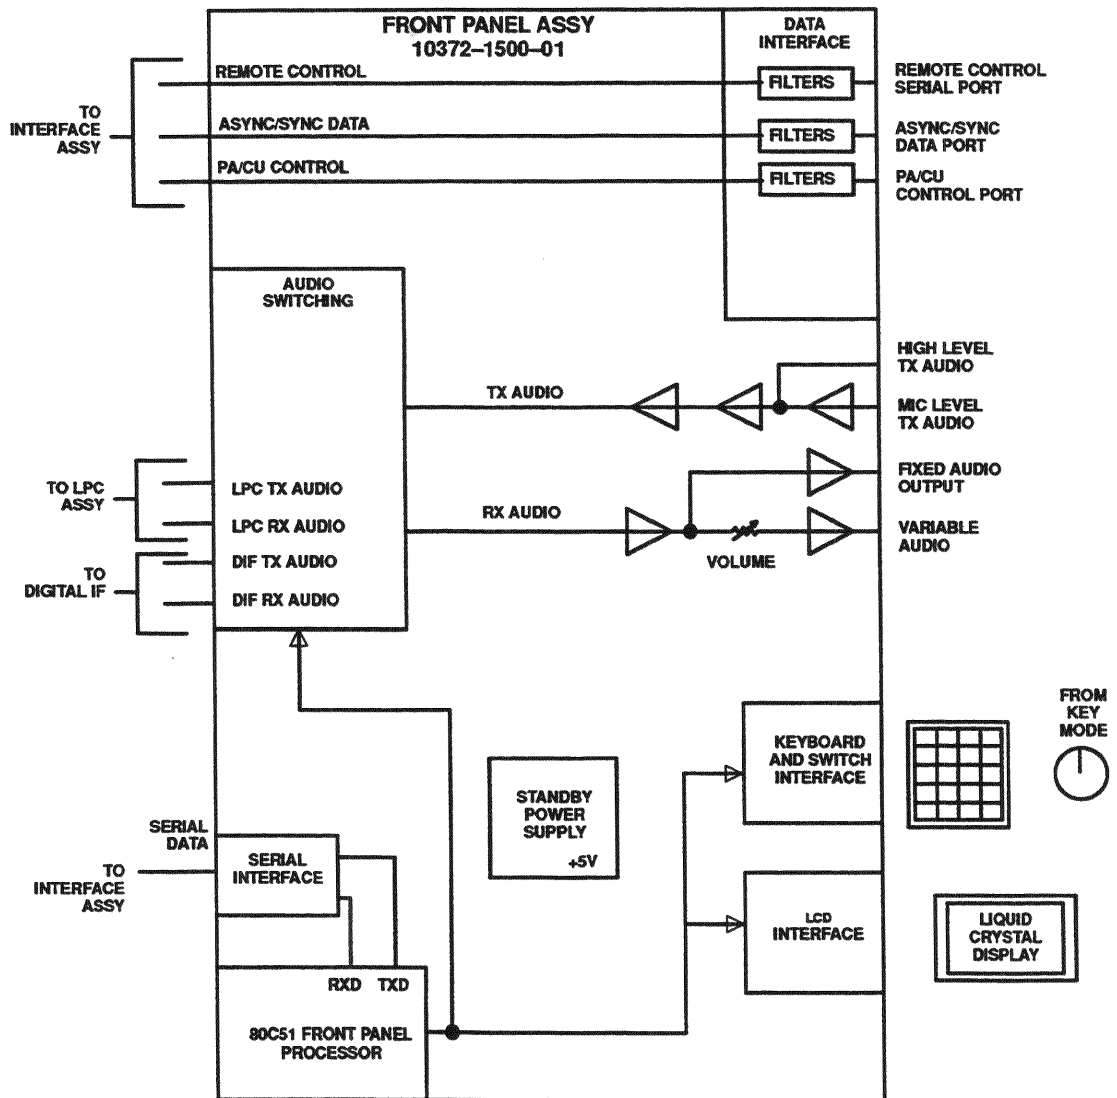 FRONT PANEL ASSY
10372–1500–01
DATA
INTERFACE
REMOTE CONTROL
FILTERS
REMOTE CONTROL
SERIAL PORT
TO
INTERFACE
ASSY
ASYNC/SYNC DATA
FILTERS
ASYNC/SYNC
DATA PORT
PA/CU CONTROL
FILTERS
PA/CU
CONTROL PORT
AUDIO
SWITCHING
HIGH LEVEL
TX AUDIO
TX AUDIO
MIC LEVEL
TX AUDIO
TO LPC
ASSY
LPC TX AUDIO
LPC RX AUDIO
FIXED AUDIO
OUTPUT
RX AUDIO
VOLUME
VARIABLE
AUDIO
TO
DIGITAL IF
DIF TX AUDIO
DIF RX AUDIO
FROM
KEY
MODE
KEYBOARD
AND SWITCH
INTERFACE
STANDBY
POWER
SUPPLY
+5V
SERIAL
DATA
TO
INTERFACE
ASSY
SERIAL
INTERFACE
LCD
INTERFACE
LIQUID
CRYSTAL
DISPLAY
RXD TXD
80C51 FRONT PANEL
PROCESSOR